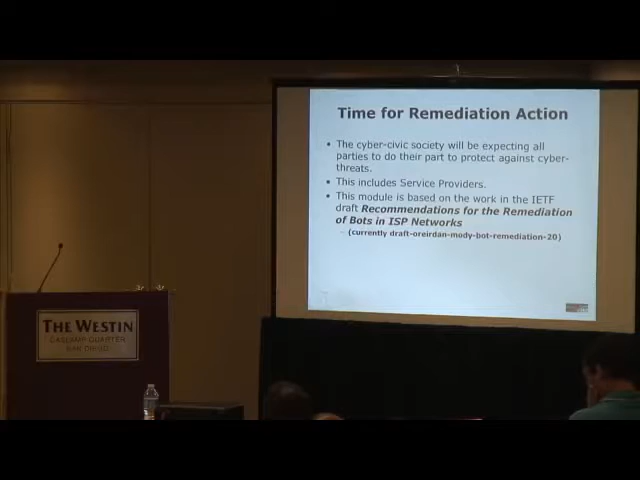 Time for Remediation Action
• The cyber-civic society will be expecting all
parties to do their part to protect against cyber-
threats.
• This includes Service Providers.
• This module is based on the work in the IETF
draft Recommendations for the Remediation
of Bots in ISP Networks
– (currently draft-oreirdan-mody-bot-remediation-20)
THE WESTIN
GASLAMP QUARTER
SAN DIEGO